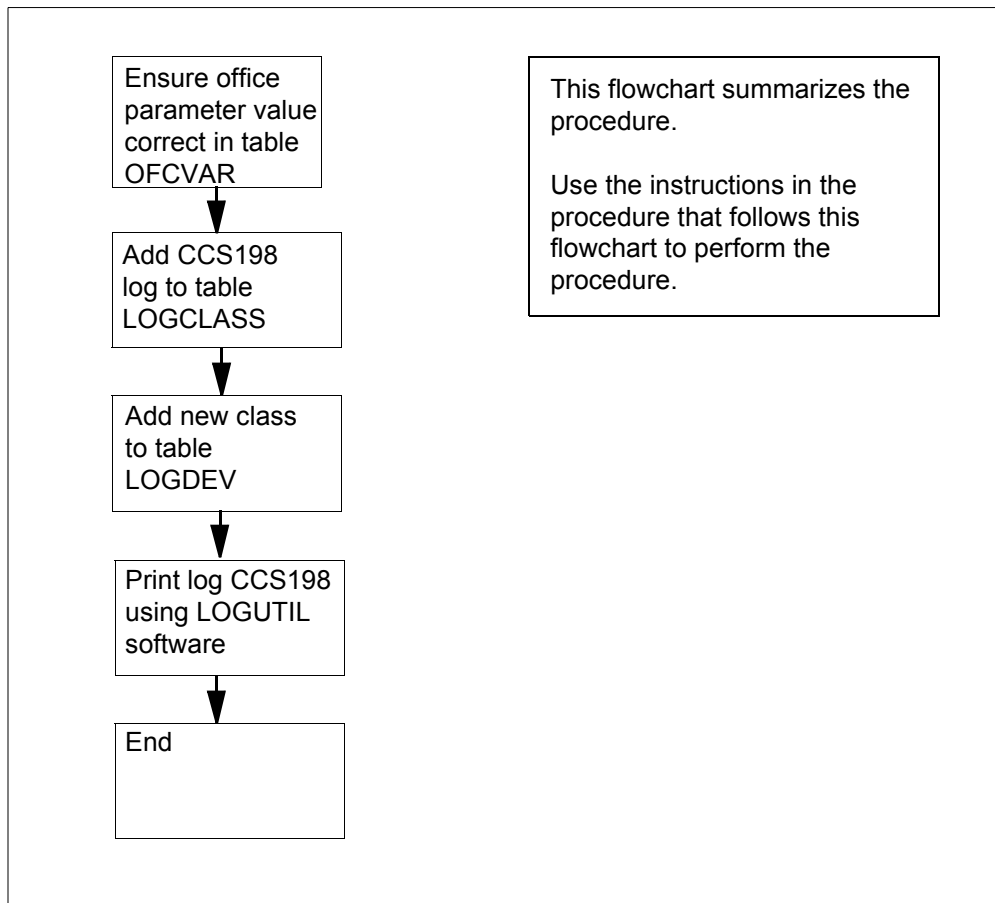 Ensure office
parameter value
correct in table
OFCVAR
Add CCS198
log to table
LOGCLASS
Add new class
to table
LOGDEV
Print log CCS198
using LOGUTIL
software
End
This flowchart summarizes the
procedure.
Use the instructions in the
procedure that follows this
flowchart to perform the
procedure.